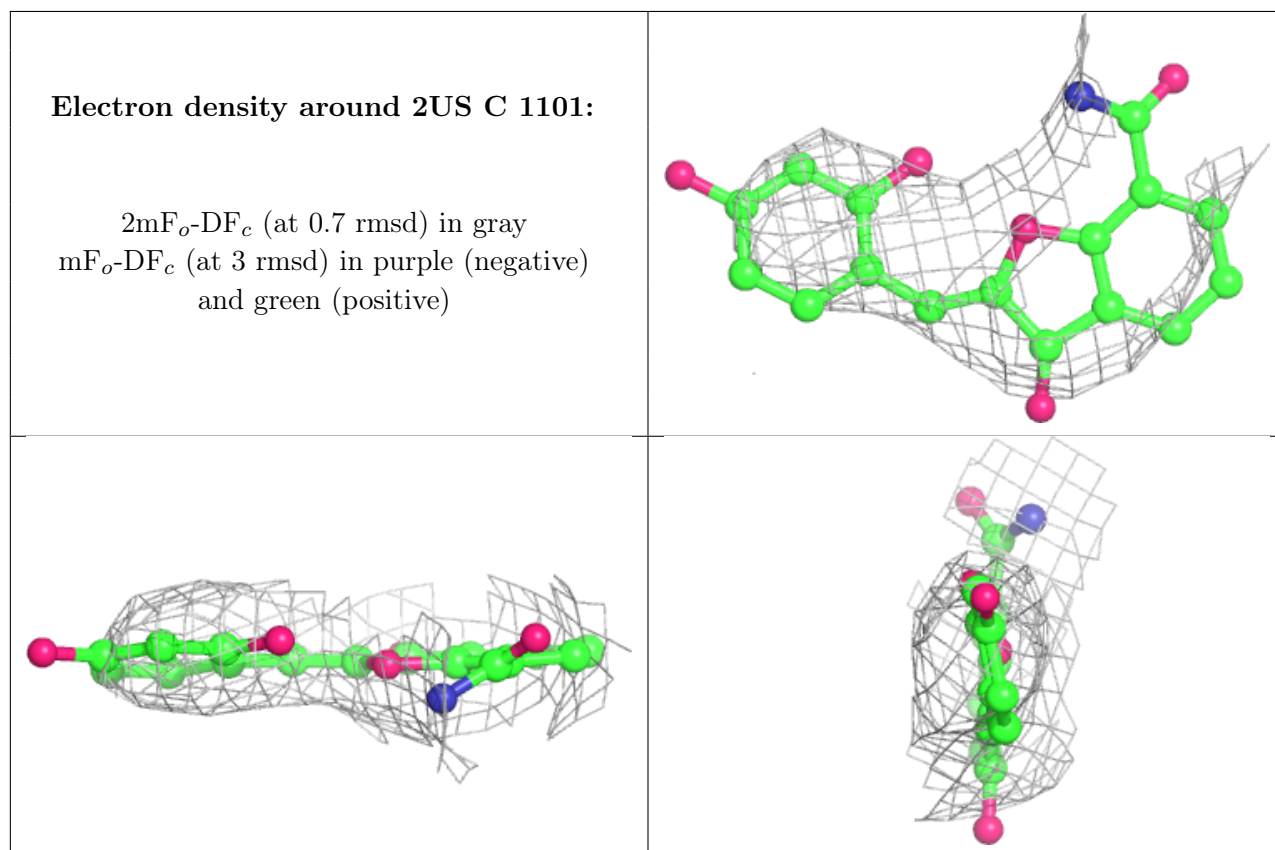 Electron density around 2US C 1101:
2mFo-DFc (at 0.7 rmsd) in gray
mFo-DFc (at 3 rmsd) in purple (negative)
and green (positive)